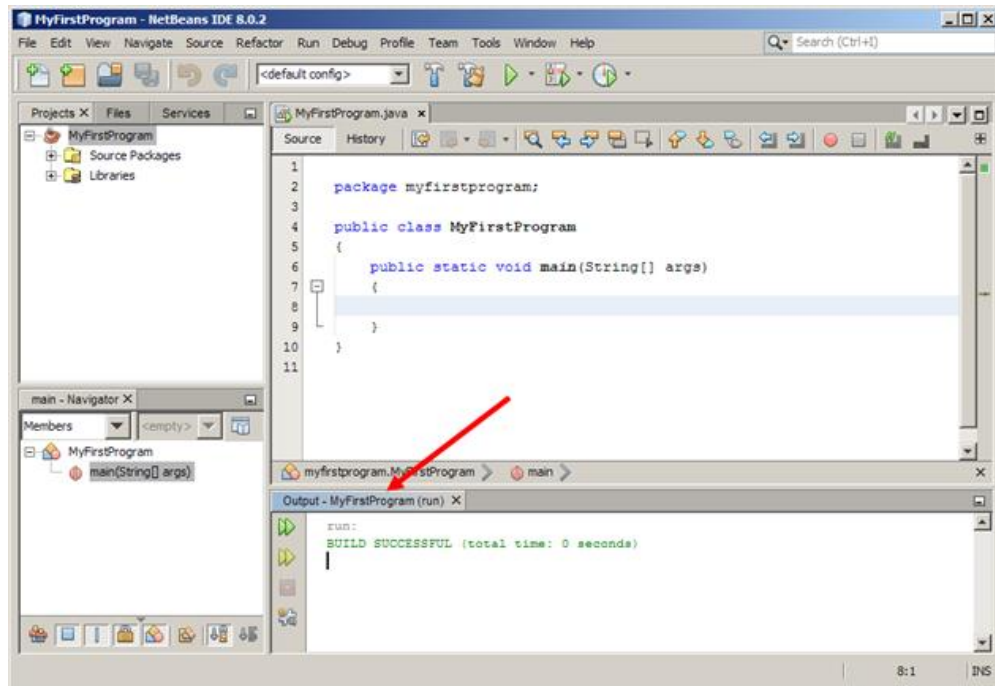 MyFirstProgram - NetBeans IDE 8.0.2
File Edit View Navigate Source Refactor Run Debug Profile Team Tools Window Help
Search (Ctrl+I)
<default config>
Projects X Files Services
MyFirstProgram
Source Packages
Libraries
MyFirstProgram.java x
Source History
1
2 package myfirstprogram;
3
4 public class MyFirstProgram
5 {
6 public static void main(String[] args)
7 {
8
9 }
10 }
11
main - Navigator X
Members <empty>
MyFirstProgram
main(String[] args)
myfirstprogram.MyFirstProgram main
Output - MyFirstProgram (run) X
run:
BUILD SUCCESSFUL (total time: 0 seconds)
8:1 INS